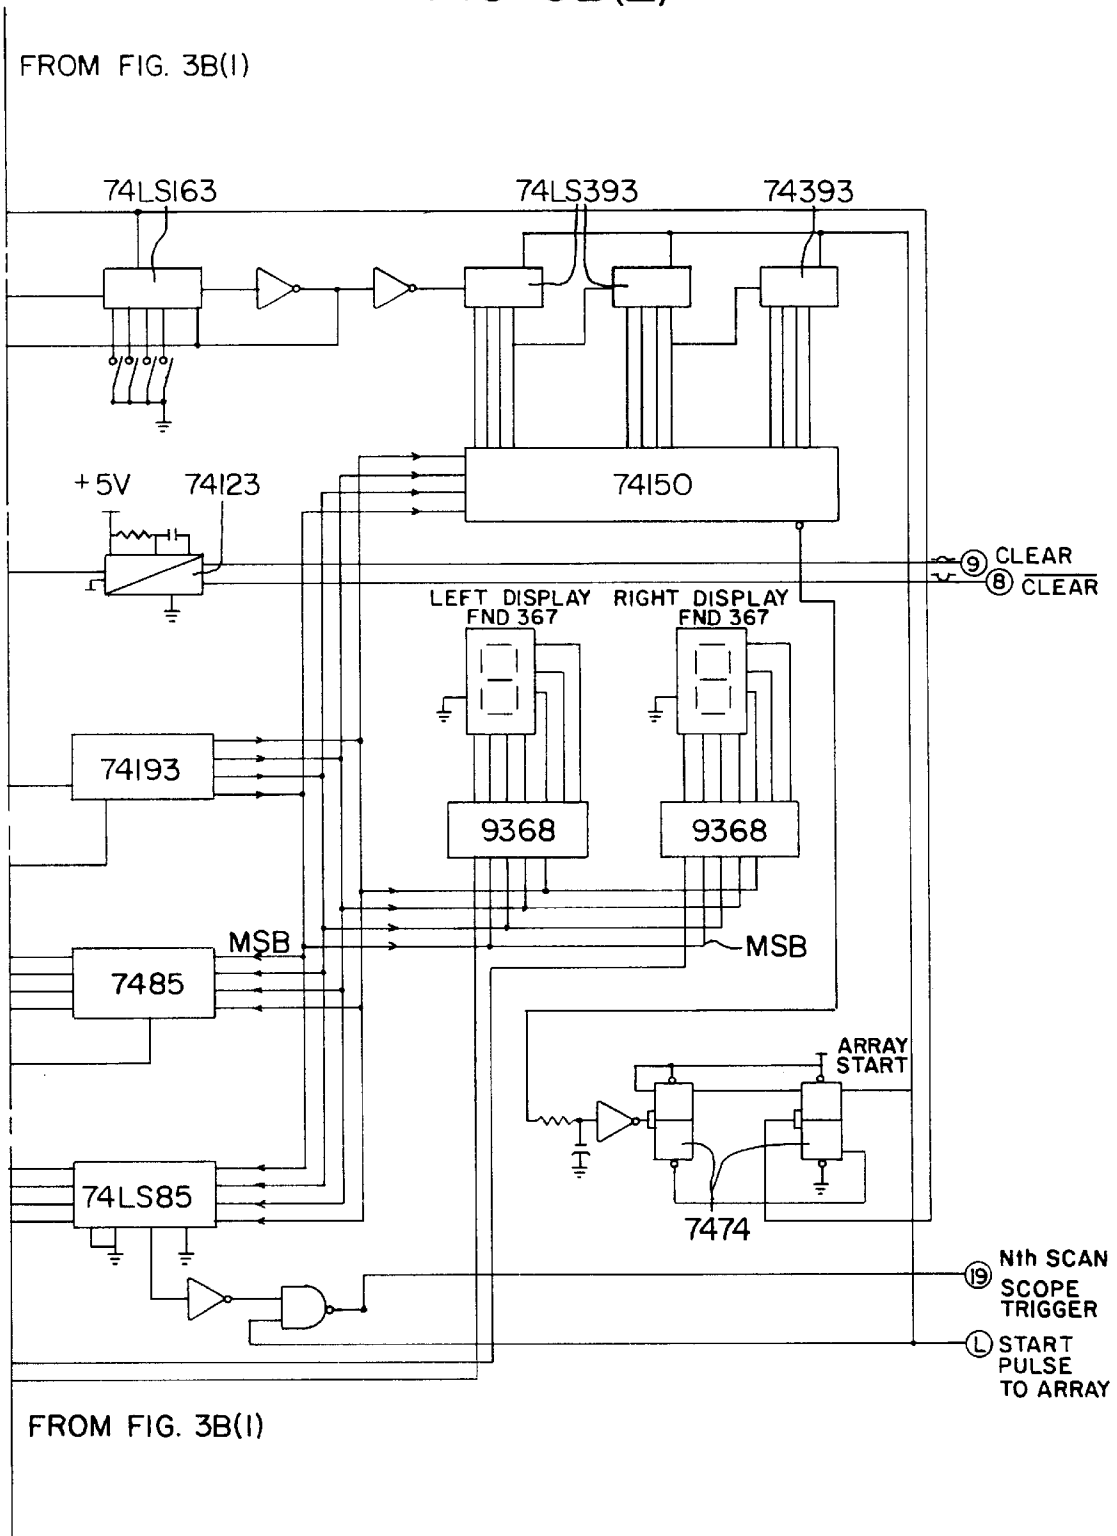 FROM FIG. 3B(1)
74LS163
74LS393
74393
+5V
74123
74150
9
CLEAR
8
CLEAR
LEFT DISPLAY
FND 367
RIGHT DISPLAY
FND 367
74193
9368
9368
MSB
MSB
7485
ARRAY
START
74LS85
7474
19
Nth SCAN
SCOPE
TRIGGER
L
START
PULSE
TO ARRAY
FROM FIG. 3B(1)